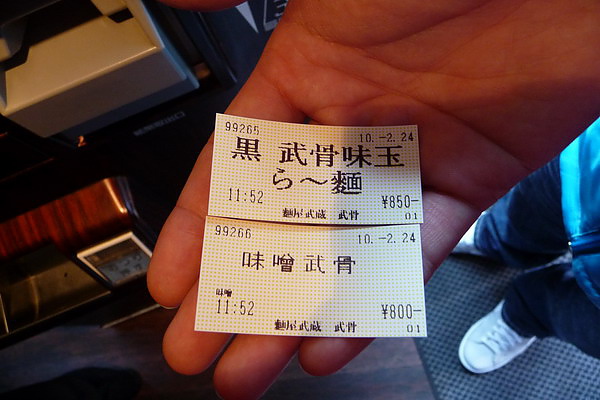 99265
10.-2.24
黒 武骨味玉
ら〜麺
11:52
¥850-
麺屋武蔵 武骨
01
99266
10.-2.24
味噌武骨
味噌
11:52
¥800-
麺屋武蔵 武骨
01